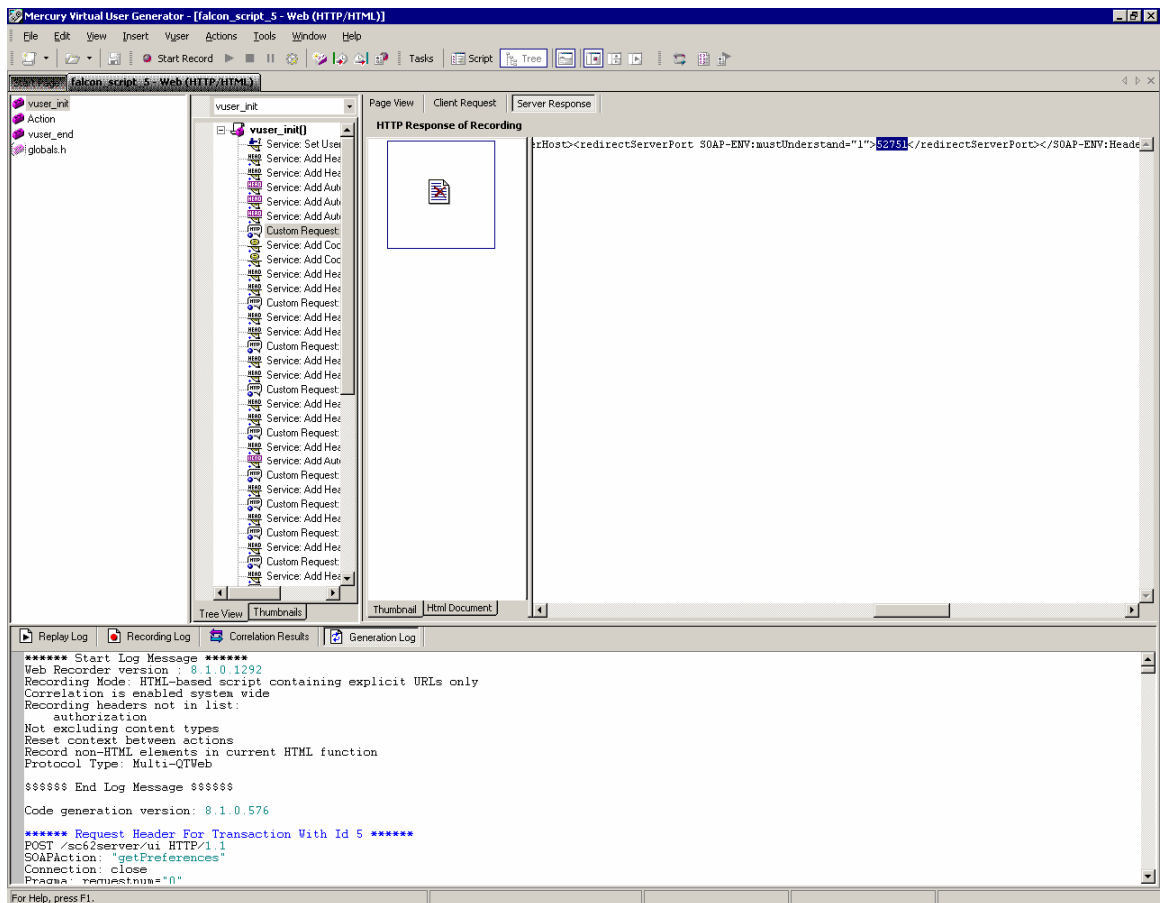 Mercury Virtual User Generator - [falcon_script_5 - Web (HTTP/HTML)]
File Edit View Insert Vuser Actions Tools Window Help
Start Record Tasks Script Tree
falcon_script_5 - Web (HTTP/HTML)
vuser_init
Action
vuser_end
globals.h
vuser_init
vuser_init()
Service: Set User
Service: Add Hea
Service: Add Hea
Service: Add Auto
Service: Add Auto
Service: Add Auto
Custom Request:
Service: Add Coo
Service: Add Coo
Service: Add Hea
Service: Add Hea
Custom Request:
Service: Add Hea
Service: Add Hea
Custom Request:
Service: Add Hea
Service: Add Hea
Custom Request:
Service: Add Hea
Service: Add Hea
Custom Request:
Service: Add Hea
Service: Add Auto
Custom Request:
Service: Add Hea
Custom Request:
Service: Add Hea
Custom Request:
Service: Add Hea
Custom Request:
Service: Add Hea
Tree View Thumbnails
Page View Client Request Server Response
HTTP Response of Recording
erHost><redirectServerPort SOAP-ENV:mustUnderstand="1">52751</redirectServerPort></SOAP-ENV:Heade
Thumbnail Html Document
Replay Log Recording Log Correlation Results Generation Log
****** Start Log Message ******
Web Recorder version : 8.1.0.1292
Recording Mode: HTML-based script containing explicit URLs only
Correlation is enabled system wide
Recording headers not in list:
authorization
Not excluding content types
Reset context between actions
Record non-HTML elements in current HTML function
Protocol Type: Multi-QTWeb
$$$$$$ End Log Message $$$$$$
Code generation version: 8.1.0.576
****** Request Header For Transaction With Id 5 ******
POST /sc62server/ui HTTP/1.1
SOAPAction: "getPreferences"
Connection: close
Pragma: requestnum="0"
For Help, press F1.